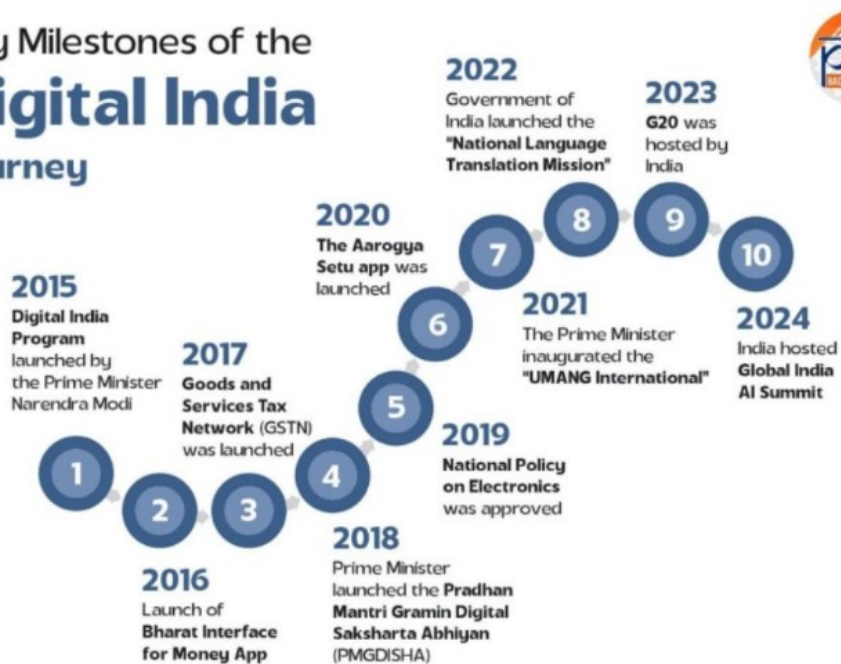 y Milestones of the
igital India
urney
2015
Digital India
Program
launched by
the Prime Minister
Narendra Modi
1
2
2016
Launch of
Bharat Interface
for Money App
2017
Goods and
Services Tax
Network (GSTN)
was launched
3
4
2018
Prime Minister
launched the Pradhan
Mantri Gramin Digital
Saksharta Abhiyan
(PMGDISHA)
5
2019
National Policy
on Electronics
was approved
2020
The Aarogya
Setu app was
launched
6
7
2021
The Prime Minister
inaugurated the
"UMANG International"
2022
Government of
India launched the
"National Language
Translation Mission"
8
2023
G20 was
hosted by
India
9
10
2024
India hosted
Global India
AI Summit